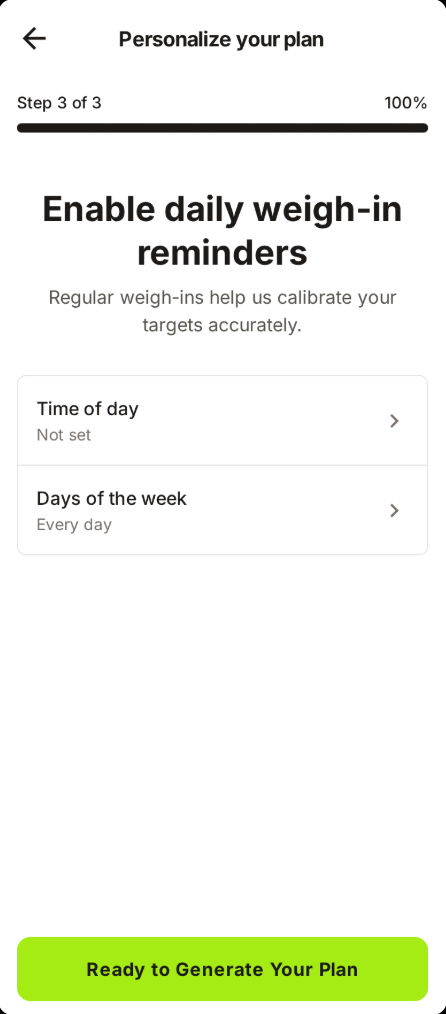 Personalize your plan
Step 3 of 3
100%
Enable daily weigh-in
reminders
Regular weigh-ins help us calibrate your
targets accurately.
Time of day
Not set
Days of the week
Every day
Ready to Generate Your Plan